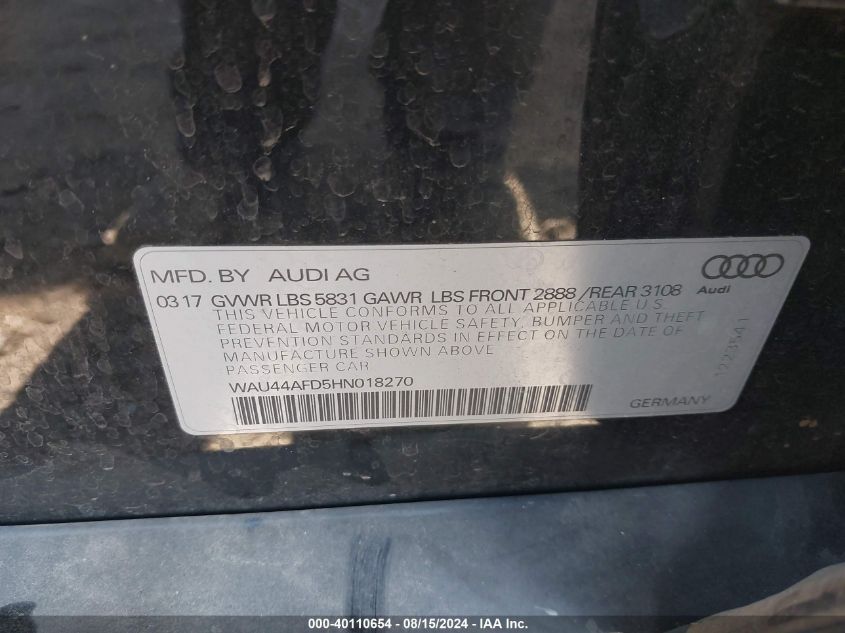 MFD. BY AUDI AG
Audi
03 17 GVWR LBS 5831 GAWR LBS FRONT 2888 /REAR 3108
THIS VEHICLE CONFORMS TO ALL APPLICABLE U.S.
FEDERAL MOTOR VEHICLE SAFETY, BUMPER AND THEFT
PREVENTION STANDARDS IN EFFECT ON THE DATE OF
MANUFACTURE SHOWN ABOVE
PASSENGER CAR
WAU44AFD5HN018270
GERMANY
000-40110654 - 08/15/2024 - IAA Inc.